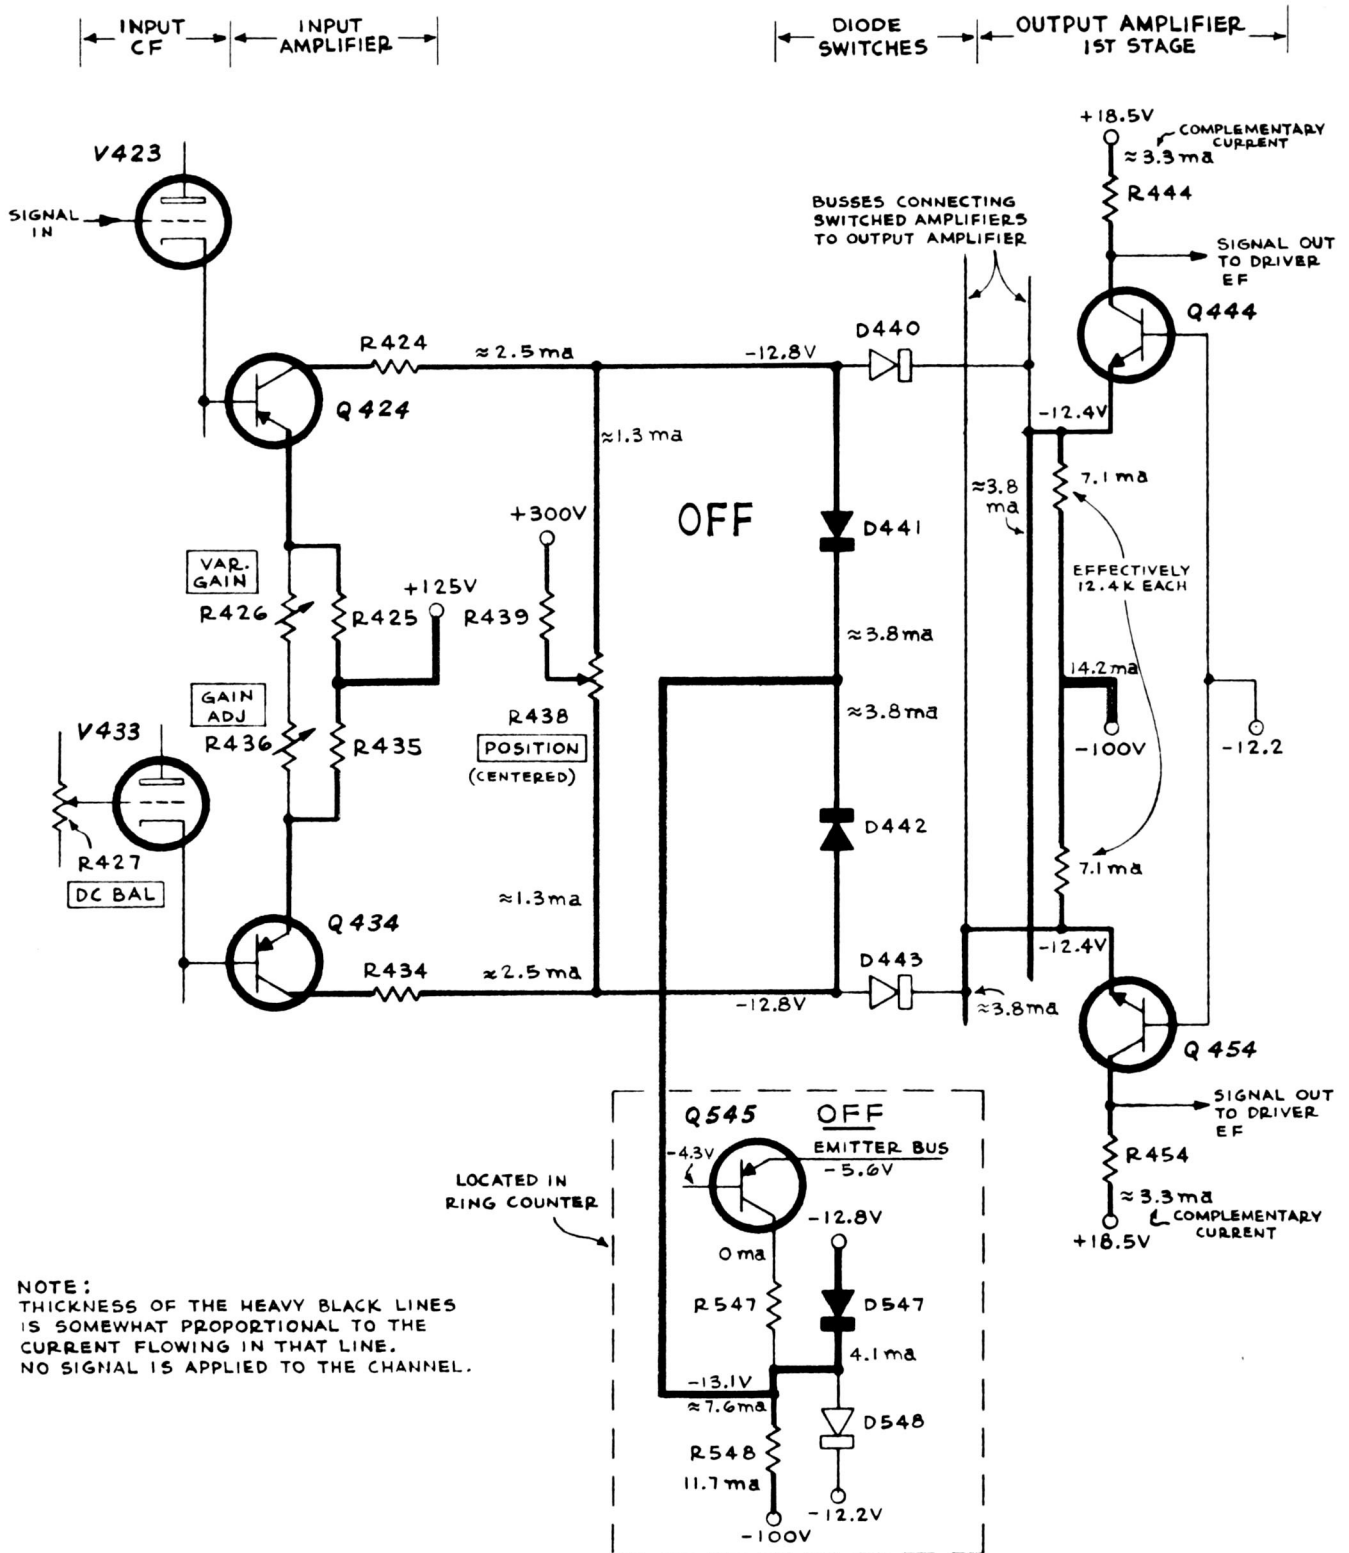 INPUT
CF
INPUT
AMPLIFIER
DIODE
SWITCHES
OUTPUT AMPLIFIER
1ST STAGE
V423
SIGNAL
IN
+18.5V
COMPLEMENTARY
CURRENT
≈3.3ma
R444
BUSSES CONNECTING
SWITCHED AMPLIFIERS
TO OUTPUT AMPLIFIER
SIGNAL OUT
TO DRIVER
EF
Q444
R424
≈2.5ma
-12.8V
D440
Q424
-12.4V
≈1.3ma
≈3.8
ma
7.1ma
+300V
OFF
D441
VAR.
GAIN
R426
R425
+125V
R439
EFFECTIVELY
12.4K EACH
≈3.8ma
14.2ma
GAIN
ADJ
R436
R435
R438
POSITION
(CENTERED)
≈3.8ma
-100V
-12.2
V433
D442
R427
DC BAL
7.1ma
≈1.3ma
Q434
-12.4V
R434
≈2.5ma
D443
-12.8V
≈3.8ma
Q454
Q545
OFF
EMITTER BUS
-4.3V
-5.6V
SIGNAL OUT
TO DRIVER
EF
R454
LOCATED IN
RING COUNTER
≈3.3ma
COMPLEMENTARY
CURRENT
+18.5V
-12.8V
0ma
R547
D547
4.1ma
NOTE:
THICKNESS OF THE HEAVY BLACK LINES
IS SOMEWHAT PROPORTIONAL TO THE
CURRENT FLOWING IN THAT LINE.
NO SIGNAL IS APPLIED TO THE CHANNEL.
-13.1V
≈7.6ma
D548
R548
11.7ma
-12.2V
-100V